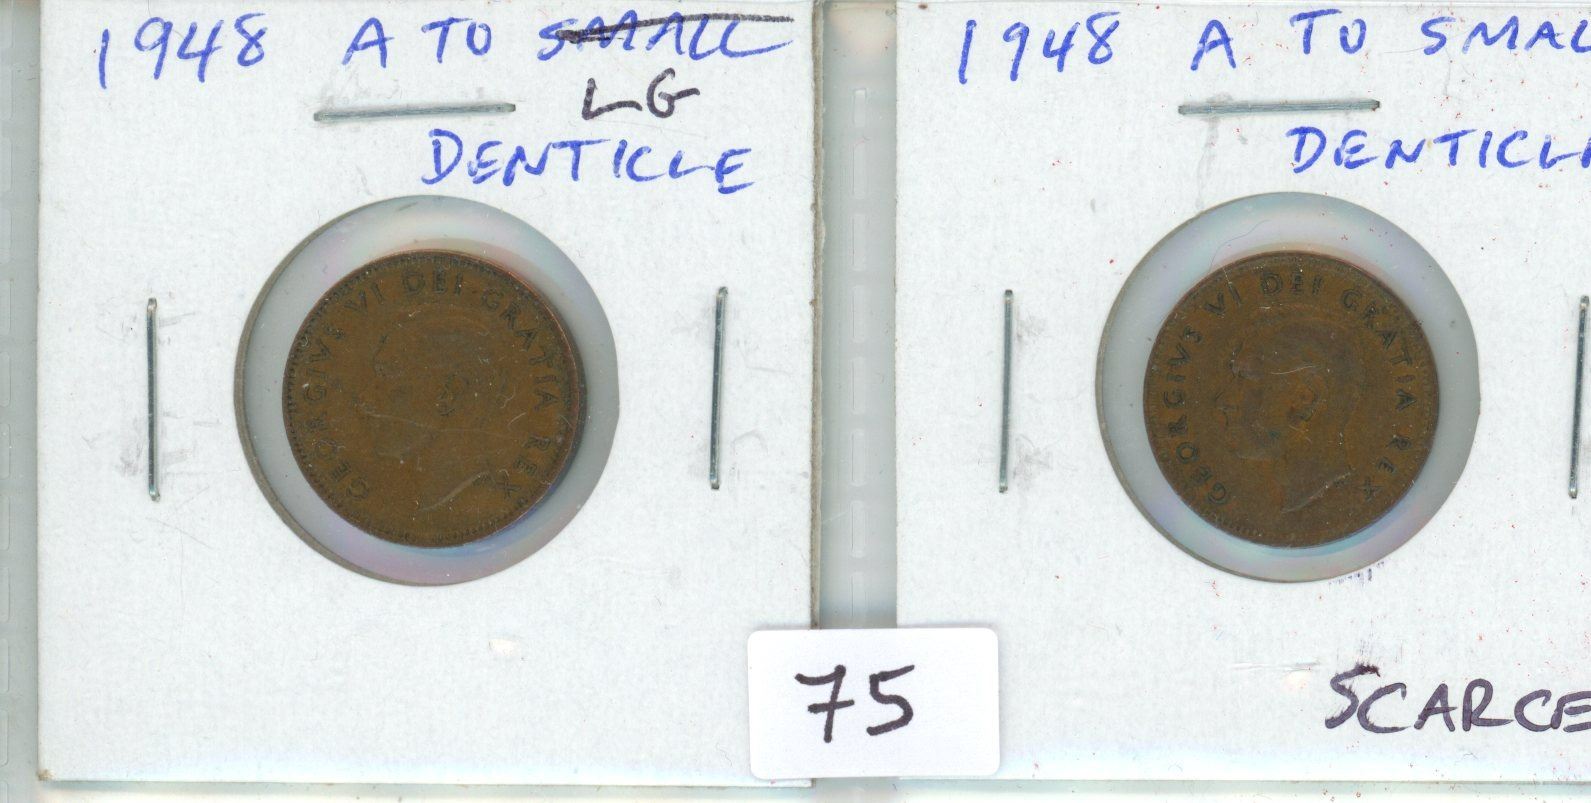 1948 A TO SMALL
LG
DENTICLE
GEORGIVS VI DEI GRATIA REX
1948 A TO SMAL
DENTICL
GEORGIVS VI DEI GRATIA REX
75
SCARCE